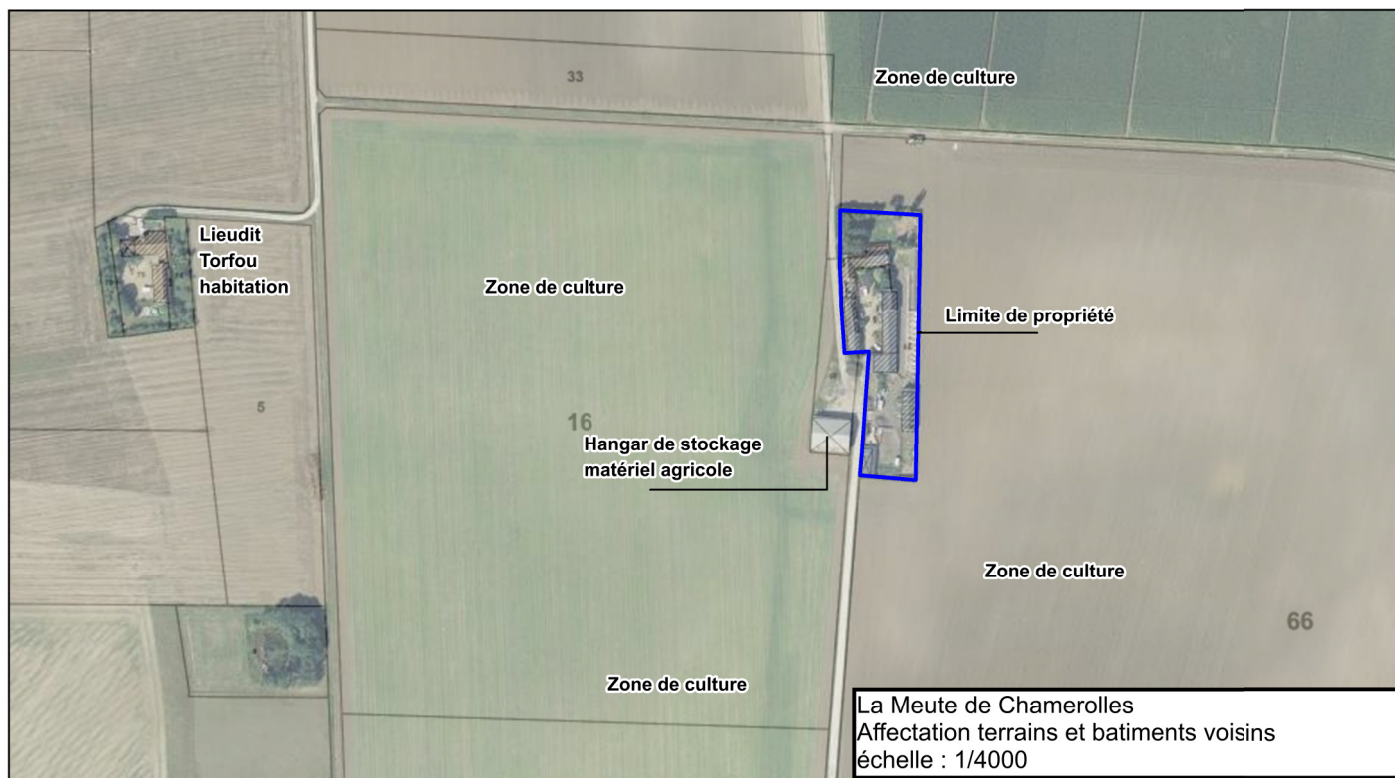 33
Zone de culture
Lieudit
Torfou
habitation
Zone de culture
Limite de propriété
5
16
Hangar de stockage
matériel agricole
Zone de culture
66
Zone de culture
La Meute de Chamerolles
Affectation terrains et batiments voisins
échelle : 1/4000